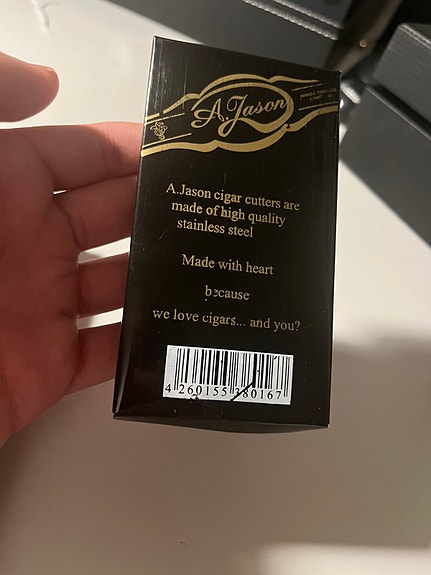 A.Jason
A.Jason cigar cutters are
made of high quality
stainless steel
Made with heart
because
we love cigars... and you?
4 260155 380167